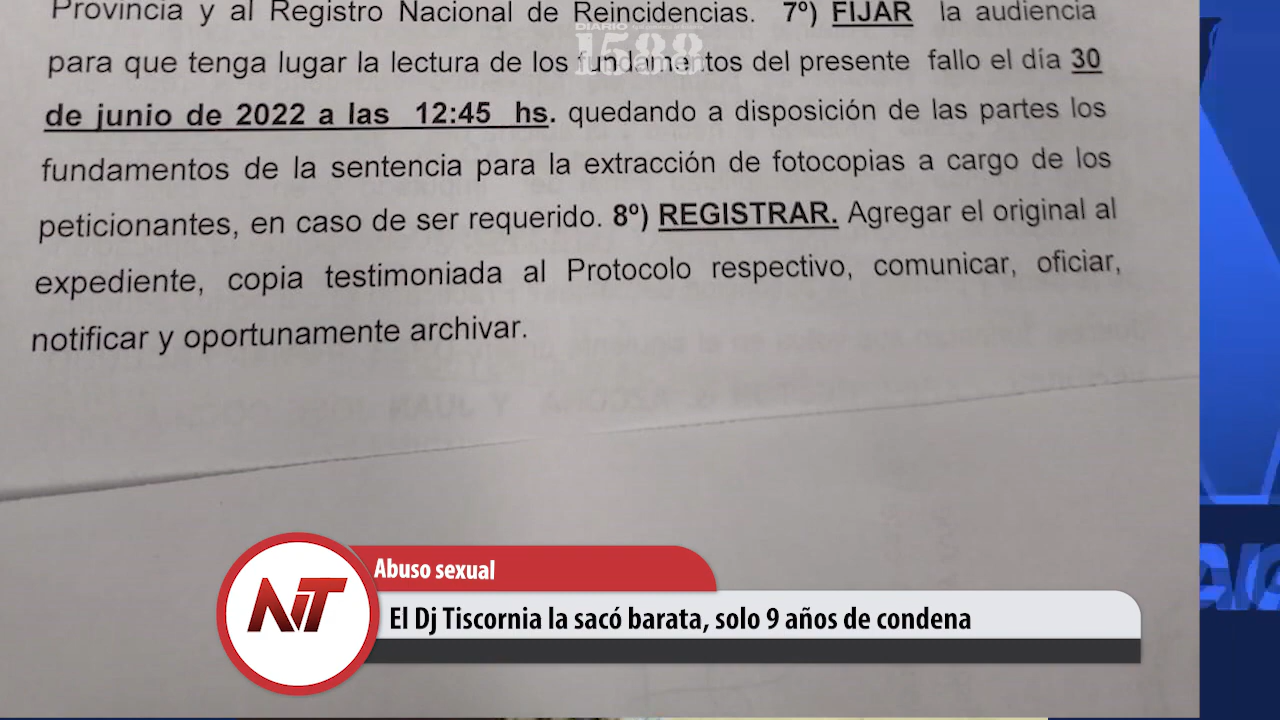 Provincia y al Registro Nacional de Reincidencias. 7º) FIJAR la audiencia
DIARIO
1588
para que tenga lugar la lectura de los fundamentos del presente fallo el día 30
de junio de 2022 a las 12:45 hs. quedando a disposición de las partes los
fundamentos de la sentencia para la extracción de fotocopias a cargo de los
peticionantes, en caso de ser requerido. 8º) REGISTRAR. Agregar el original al
expediente, copia testimoniada al Protocolo respectivo, comunicar, oficiar,
notificar y oportunamente archivar.
NT
Abuso sexual
El Dj Tiscornia la sacó barata, solo 9 años de condena